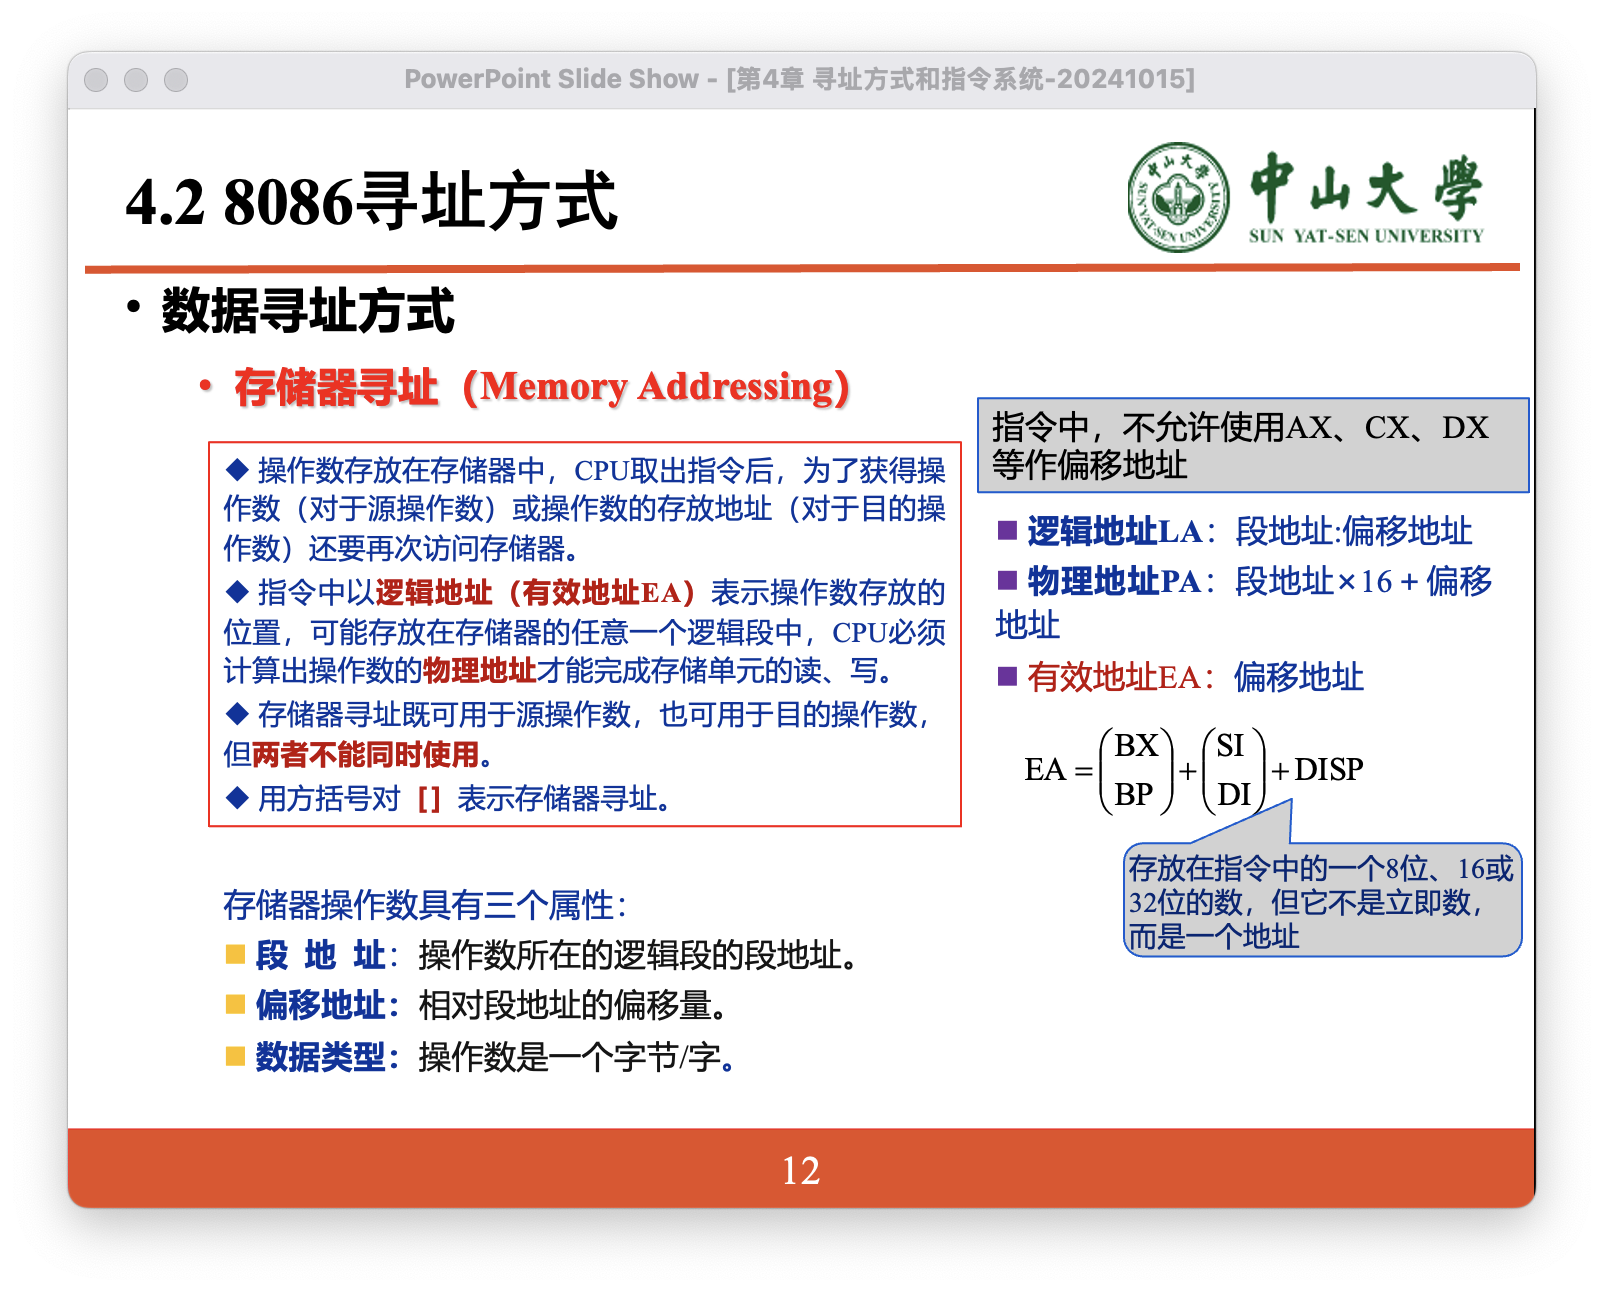 PowerPoint Slide Show - [第4章 寻址方式和指令系统-20241015]
4.2 8086寻址方式
中山大學
SUN YAT-SEN UNIVERSITY
中山大學
SUN YAT-SEN UNIVERSITY
• 数据寻址方式
• 存储器寻址（Memory Addressing）
◆ 操作数存放在存储器中，CPU取出指令后，为了获得操
作数（对于源操作数）或操作数的存放地址（对于目的操
作数）还要再次访问存储器。
◆ 指令中以逻辑地址（有效地址EA）表示操作数存放的
位置，可能存放在存储器的任意一个逻辑段中，CPU必须
计算出操作数的物理地址才能完成存储单元的读、写。
◆ 存储器寻址既可用于源操作数，也可用于目的操作数，
但两者不能同时使用。
◆ 用方括号对 [] 表示存储器寻址。
指令中，不允许使用AX、CX、DX
等作偏移地址
■ 逻辑地址LA：段地址:偏移地址
■ 物理地址PA：段地址×16＋偏移
地址
■ 有效地址EA：偏移地址
EA = (BX BP) + (SI DI) + DISP
存放在指令中的一个8位、16或
32位的数，但它不是立即数，
而是一个地址
存储器操作数具有三个属性：
■ 段 地 址：操作数所在的逻辑段的段地址。
■ 偏移地址：相对段地址的偏移量。
■ 数据类型：操作数是一个字节/字。
12